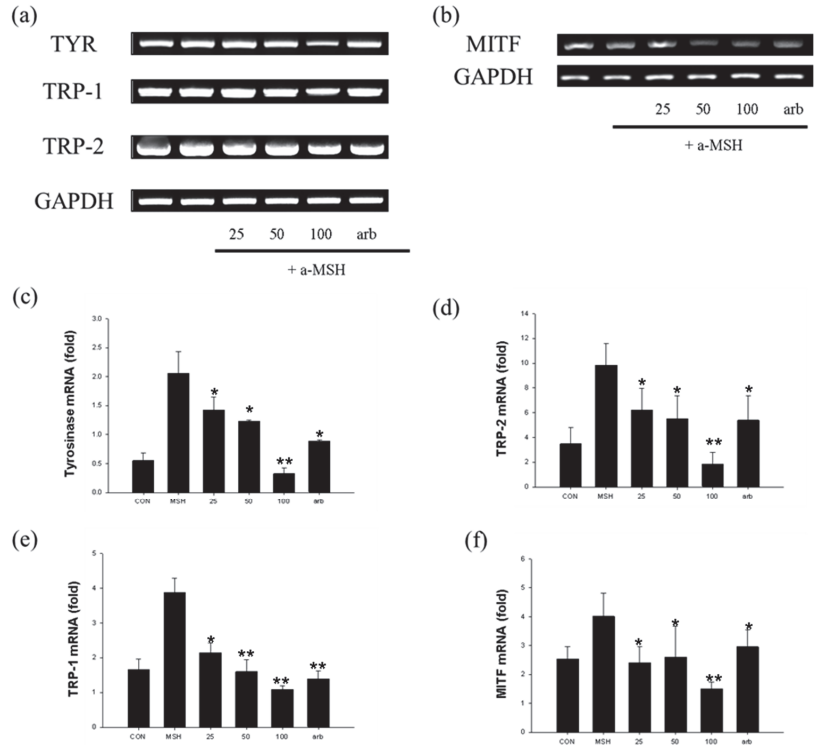 (a)
TYR
TRP-1
TRP-2
GAPDH
25 50 100 arb
+ a-MSH
(b)
MITF
GAPDH
25 50 100 arb
+ a-MSH
(c)
Tyrosinase mRNA (fold)
3.0
2.5
2.0
1.5
1.0
0.5
0.0
* * ** *
CON MSH 25 50 100 arb
(d)
TRP-2 mRNA (fold)
14
12
10
8
6
4
2
0
* * ** *
CON MSH 25 50 100 arb
(e)
TRP-1 mRNA (fold)
5
4
3
2
1
0
* ** ** **
CON MSH 25 50 100 arb
(f)
MITF mRNA (fold)
6
5
4
3
2
1
0
* * ** *
CON MSH 25 50 100 arb